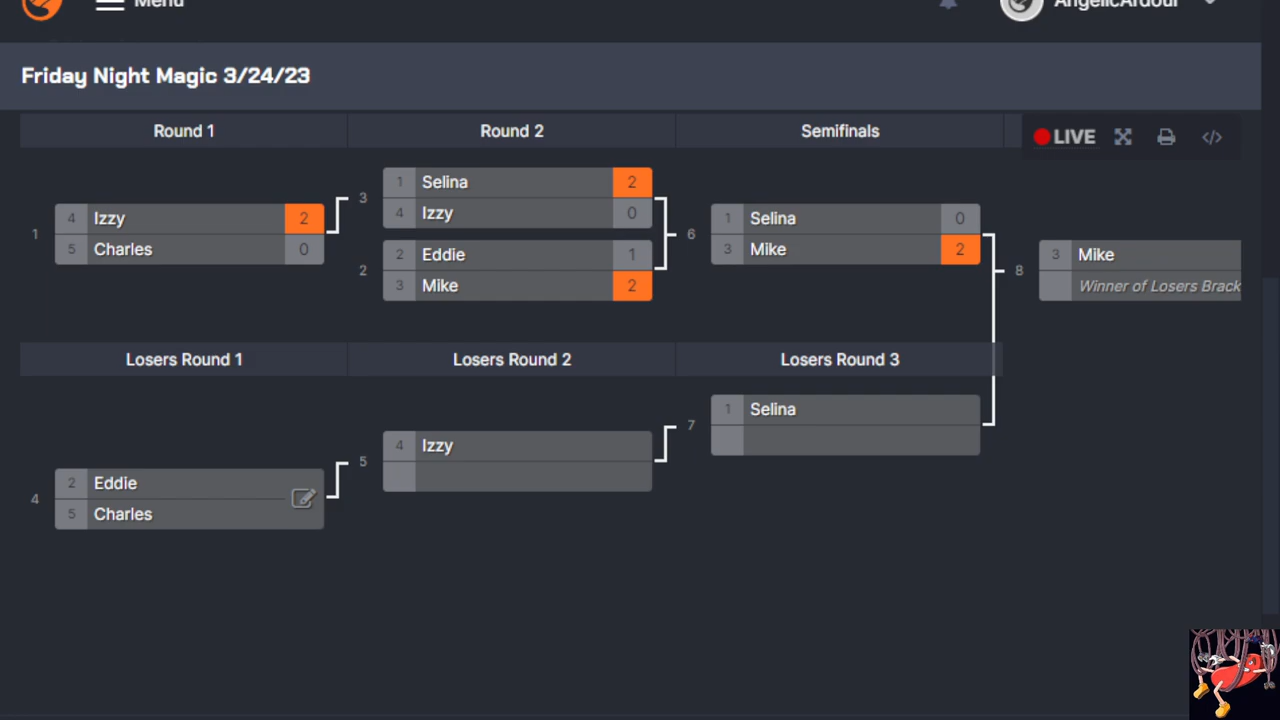 Menu
AngelicArdour
Friday Night Magic 3/24/23
Round 1
Round 2
Semifinals
LIVE
1
4 Izzy 2
5 Charles 0
3
1 Selina 2
4 Izzy 0
2
2 Eddie 1
3 Mike 2
6
1 Selina 0
3 Mike 2
8
3 Mike
Winner of Losers Brack
Losers Round 1
Losers Round 2
Losers Round 3
4
2 Eddie
5 Charles
5
4 Izzy
7
1 Selina